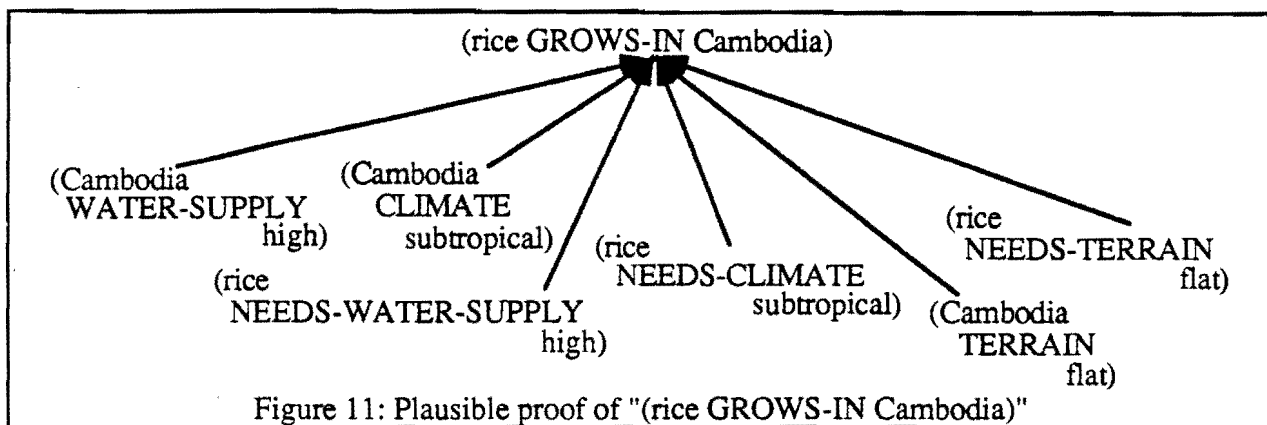 (rice GROWS-IN Cambodia)
(Cambodia
WATER-SUPPLY
high)
(Cambodia
CLIMATE
subtropical)
(rice
NEEDS-WATER-SUPPLY
high)
(rice
NEEDS-CLIMATE
subtropical)
(Cambodia
TERRAIN
flat)
(rice
NEEDS-TERRAIN
flat)
Figure 11: Plausible proof of "(rice GROWS-IN Cambodia)"